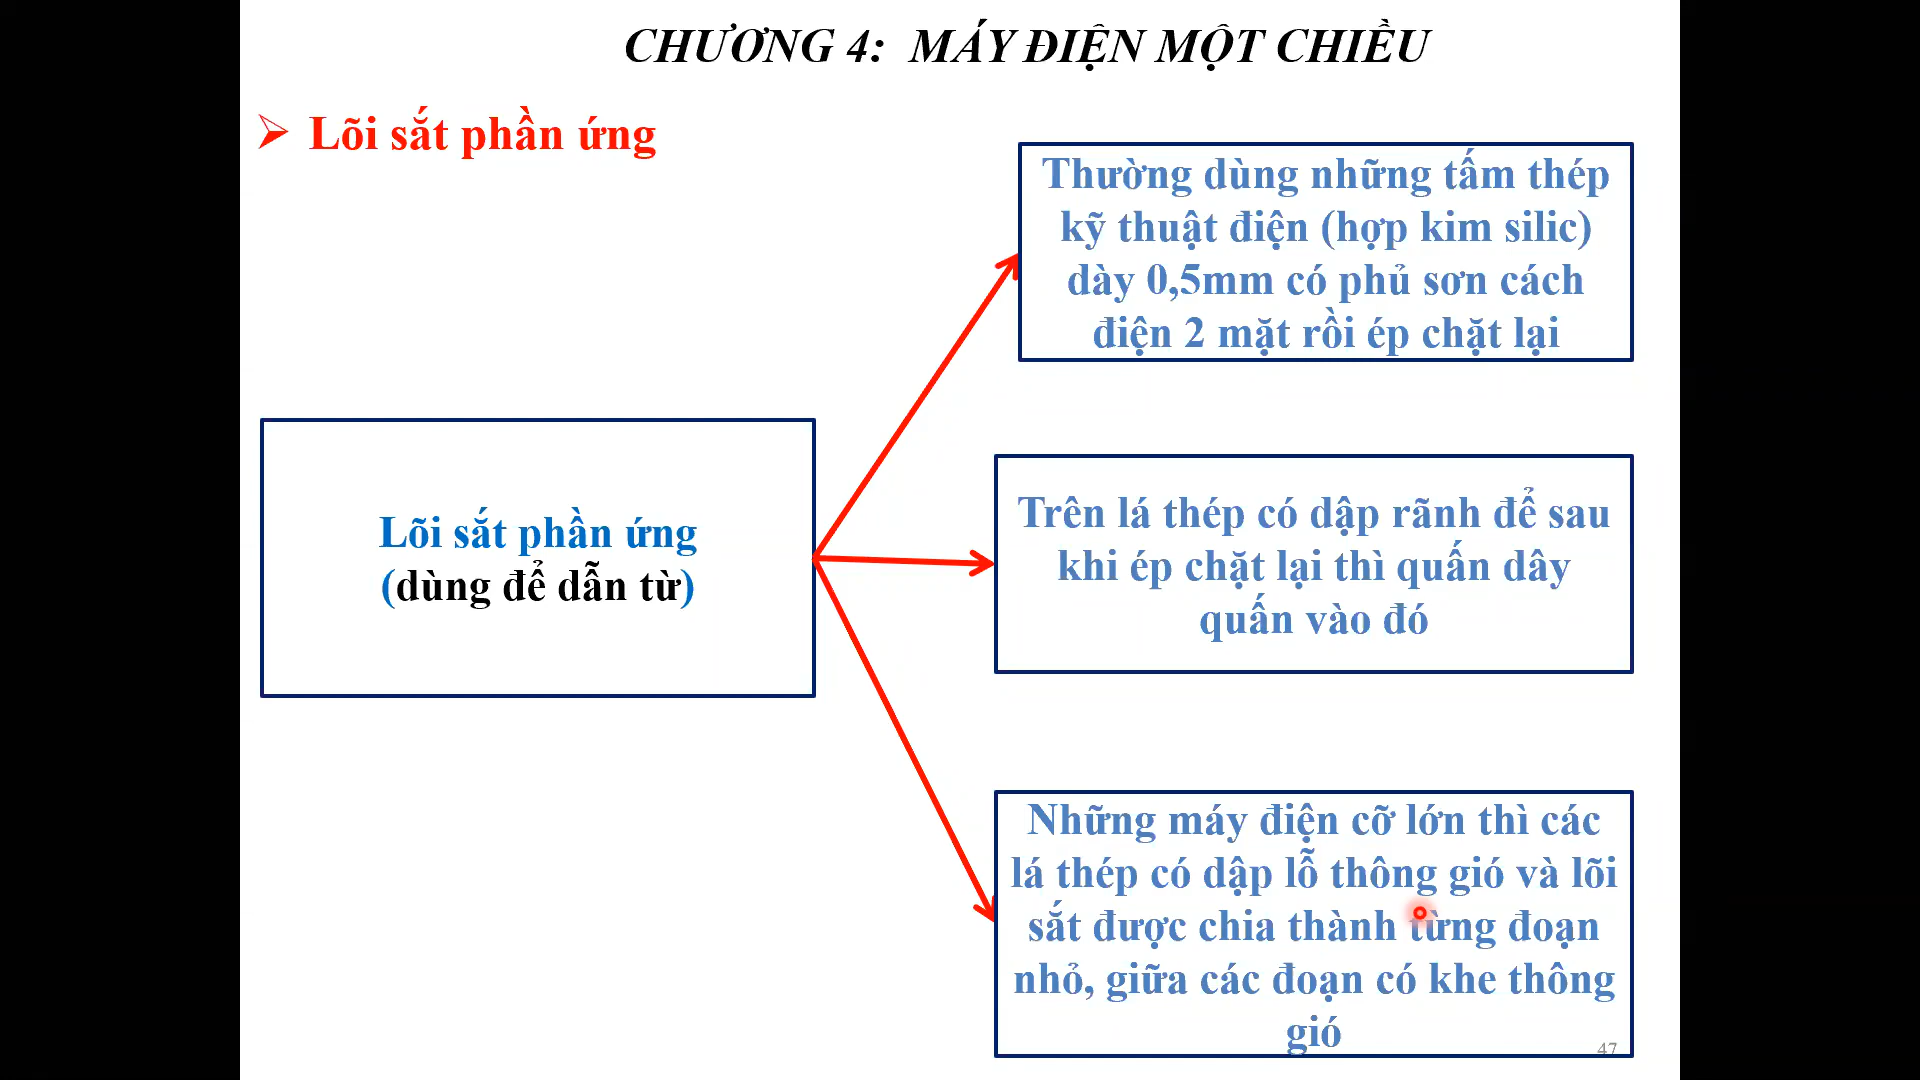 CHƯƠNG 4: MÁY ĐIỆN MỘT CHIỀU
➢ Lõi sắt phần ứng
Thường dùng những tấm thép
kỹ thuật điện (hợp kim silic)
dày 0,5mm có phủ sơn cách
điện 2 mặt rồi ép chặt lại
Lõi sắt phần ứng
(dùng để dẫn từ)
Trên lá thép có dập rãnh để sau
khi ép chặt lại thì quấn dây
quấn vào đó
Những máy điện cỡ lớn thì các
lá thép có dập lỗ thông gió và lõi
sắt được chia thành từng đoạn
nhỏ, giữa các đoạn có khe thông
gió
47